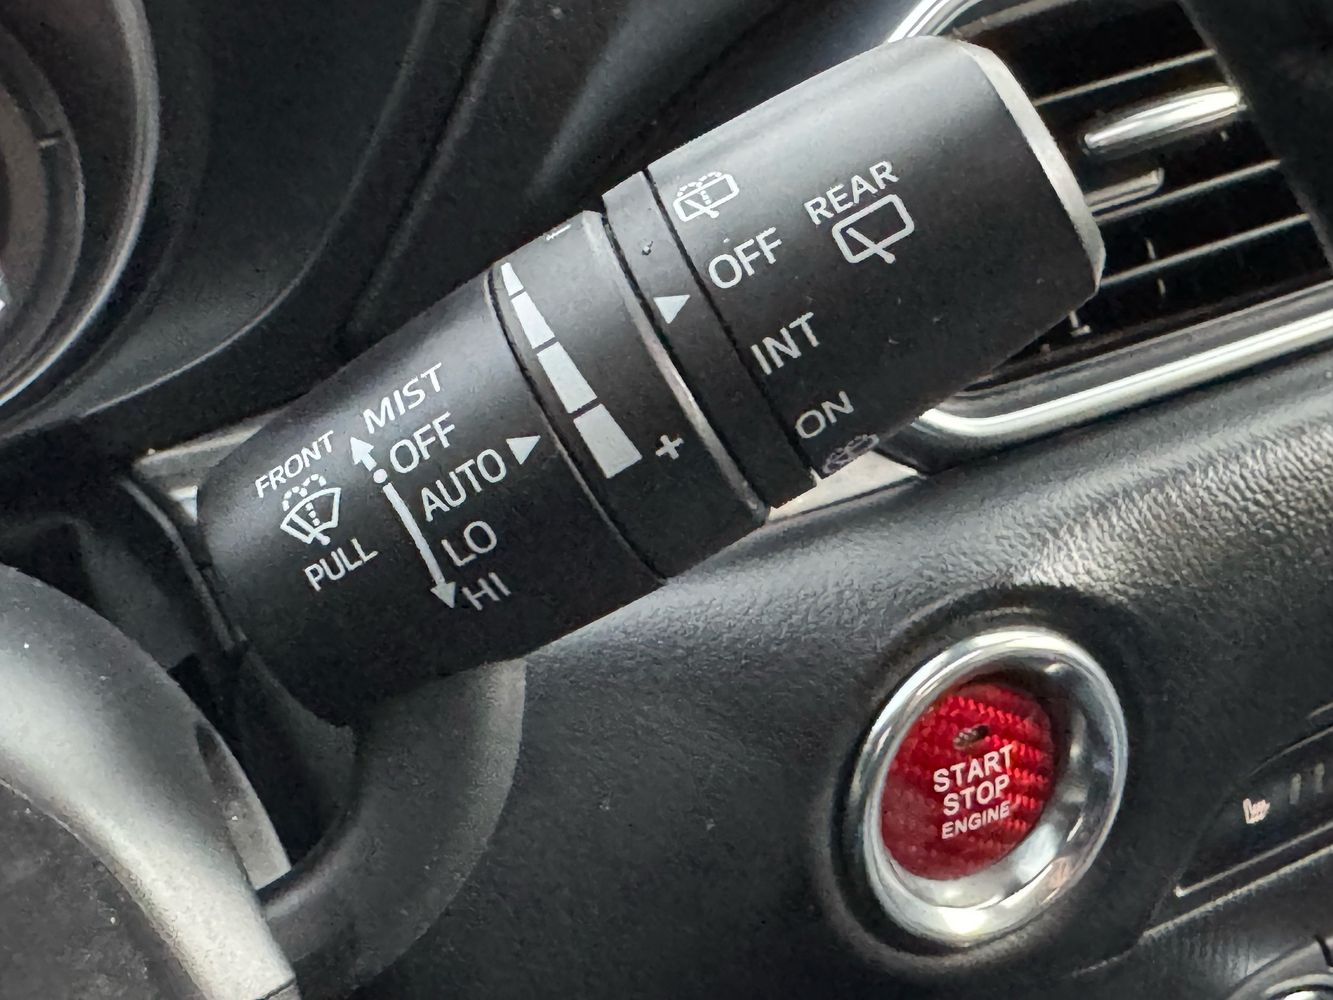 FRONT
PULL
MIST
OFF
AUTO
LO
HI
−
+
OFF
INT
ON
REAR
START
STOP
ENGINE